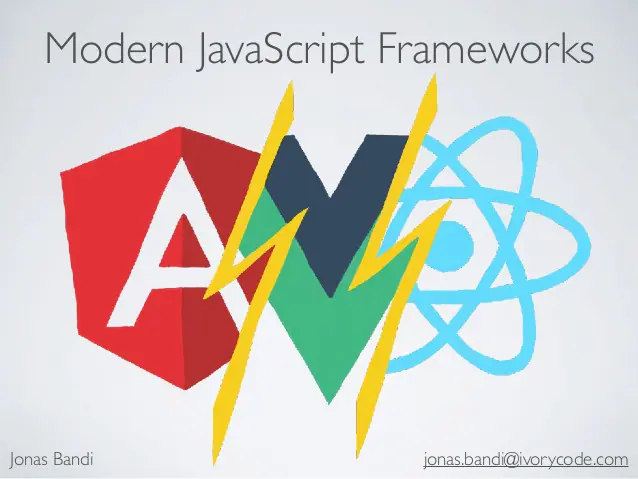 Modern JavaScript Frameworks
A
Jonas Bandi
jonas.bandi@ivorycode.com